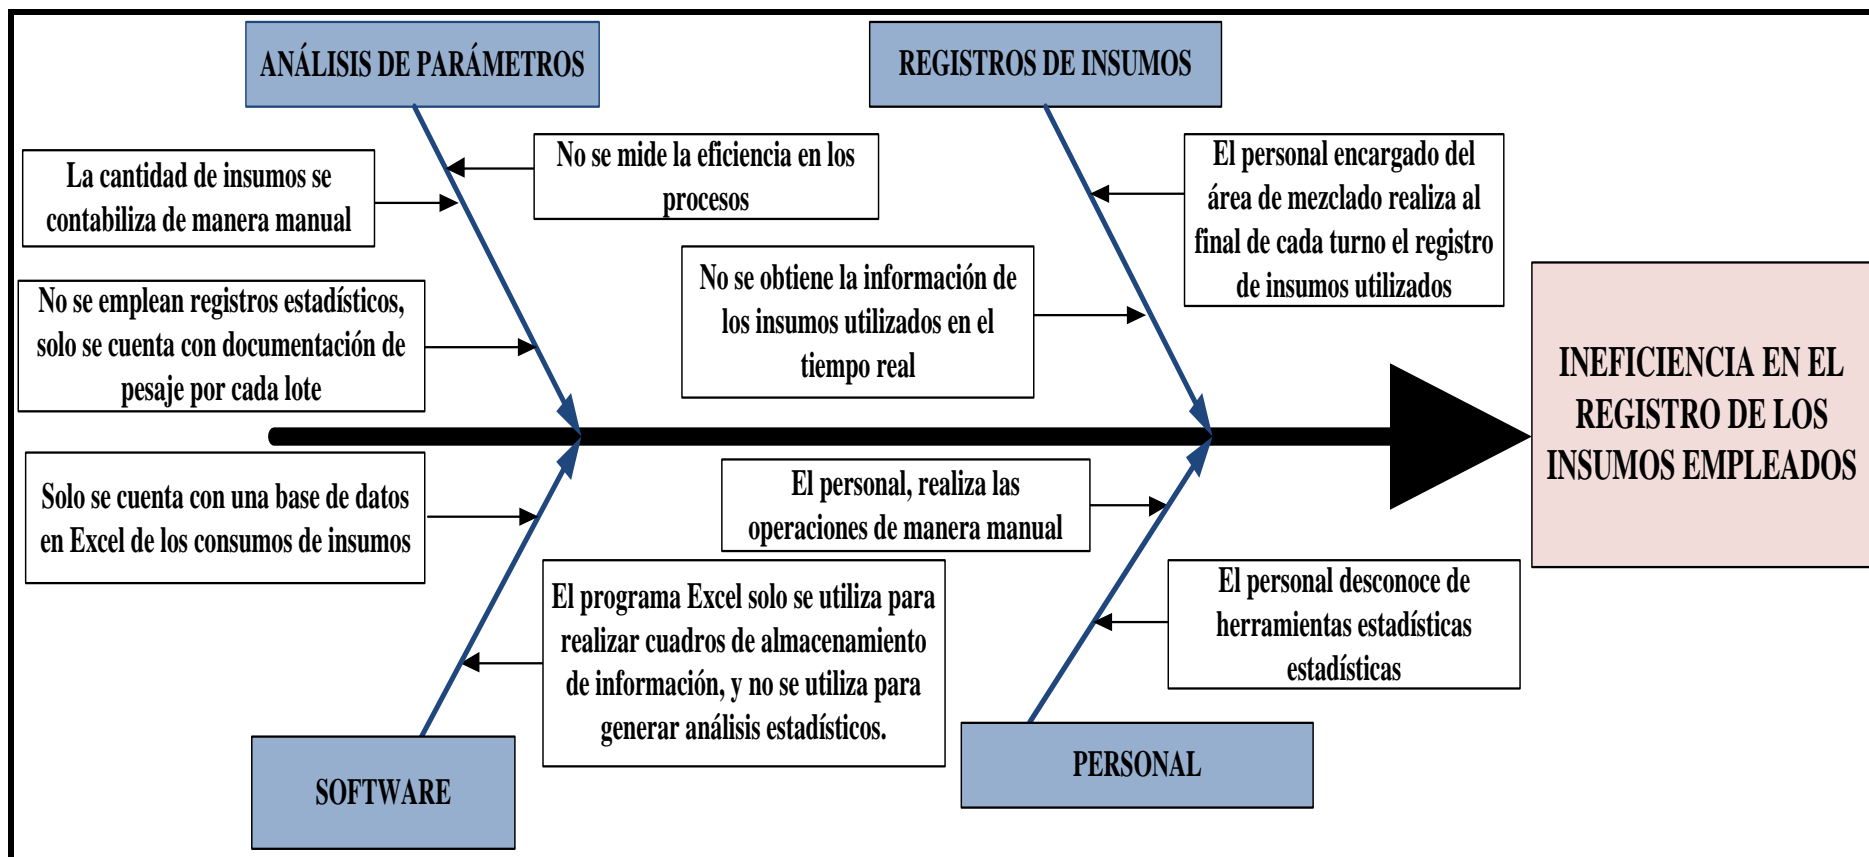 ANÁLISIS DE PARÁMETROS
REGISTROS DE INSUMOS
La cantidad de insumos se
contabiliza de manera manual
No se mide la eficiencia en los
procesos
El personal encargado del
área de mezclado realiza al
final de cada turno el registro
de insumos utilizados
No se obtiene la información de
los insumos utilizados en el
tiempo real
No se emplean registros estadísticos,
solo se cuenta con documentación de
pesaje por cada lote
INEFICIENCIA EN EL
REGISTRO DE LOS
INSUMOS EMPLEADOS
Solo se cuenta con una base de datos
en Excel de los consumos de insumos
El personal, realiza las
operaciones de manera manual
El programa Excel solo se utiliza para
realizar cuadros de almacenamiento
de información, y no se utiliza para
generar análisis estadísticos.
El personal desconoce de
herramientas estadísticas
estadísticas
SOFTWARE
PERSONAL